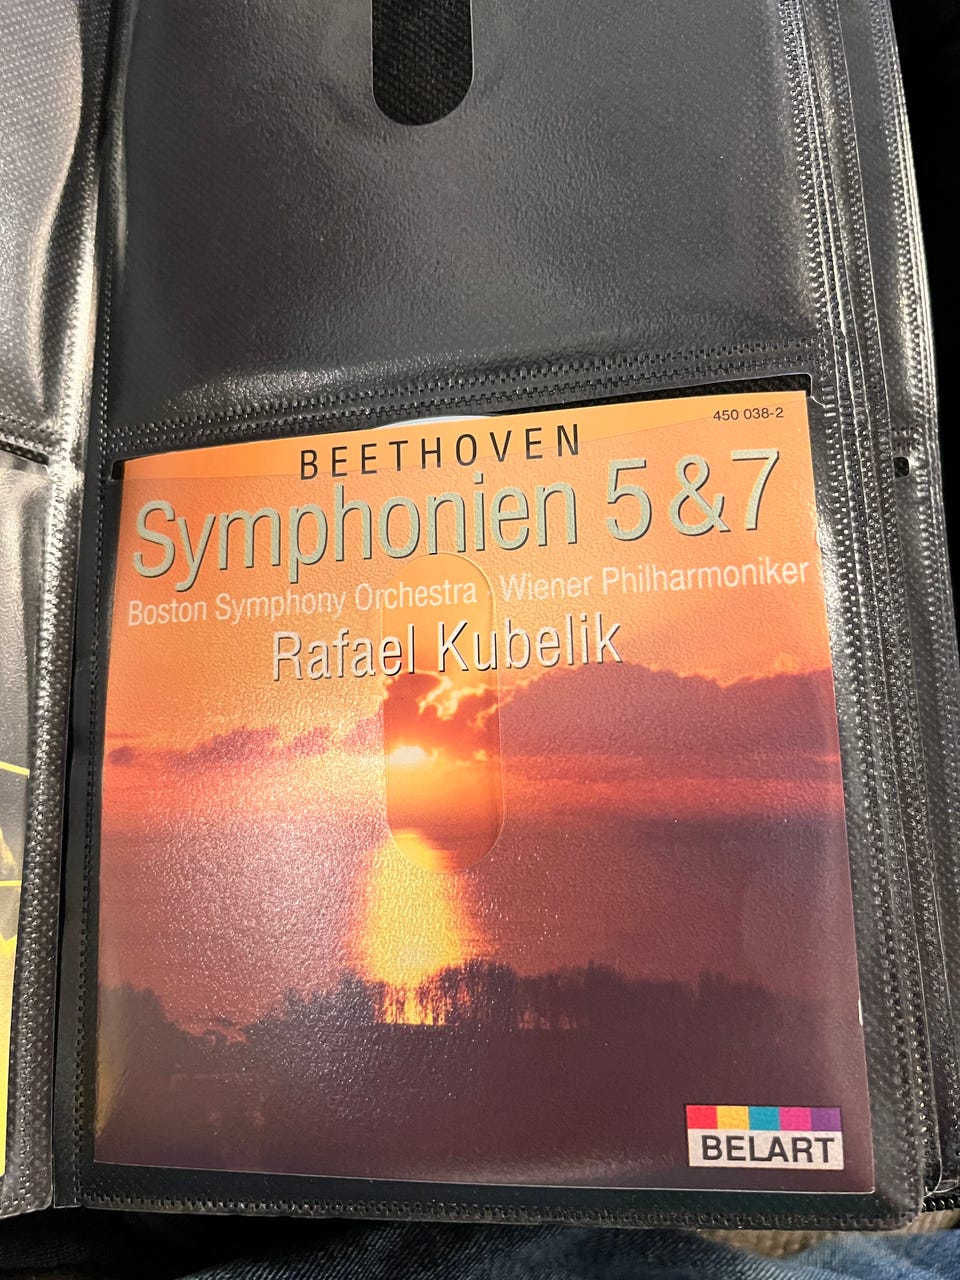 450 038-2
BEETHOVEN
Symphonien 5 & 7
Boston Symphony Orchestra · Wiener Philharmoniker
Rafael Kubelik
BELART